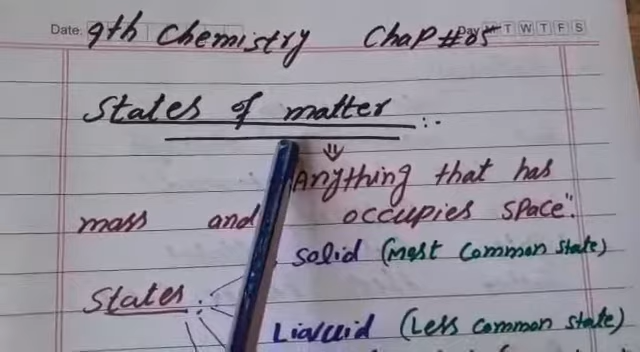 Date: 9th Chemistry Chap #05 Day T W T F S
States of matter :-
"Anything that has
mass and occupies space".
Solid (Most Common state)
States :
Liquid (Less common state)